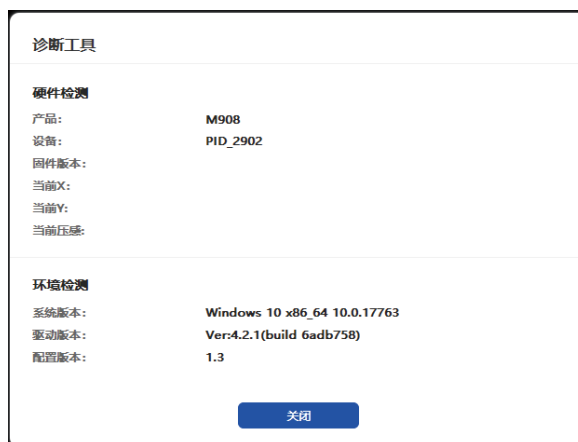 诊断工具
硬件检测
产品: M908
设备: PID_2902
固件版本:
当前X:
当前Y:
当前压感:
环境检测
系统版本: Windows 10 x86_64 10.0.17763
驱动版本: Ver:4.2.1(build 6adb758)
配置版本: 1.3
关闭